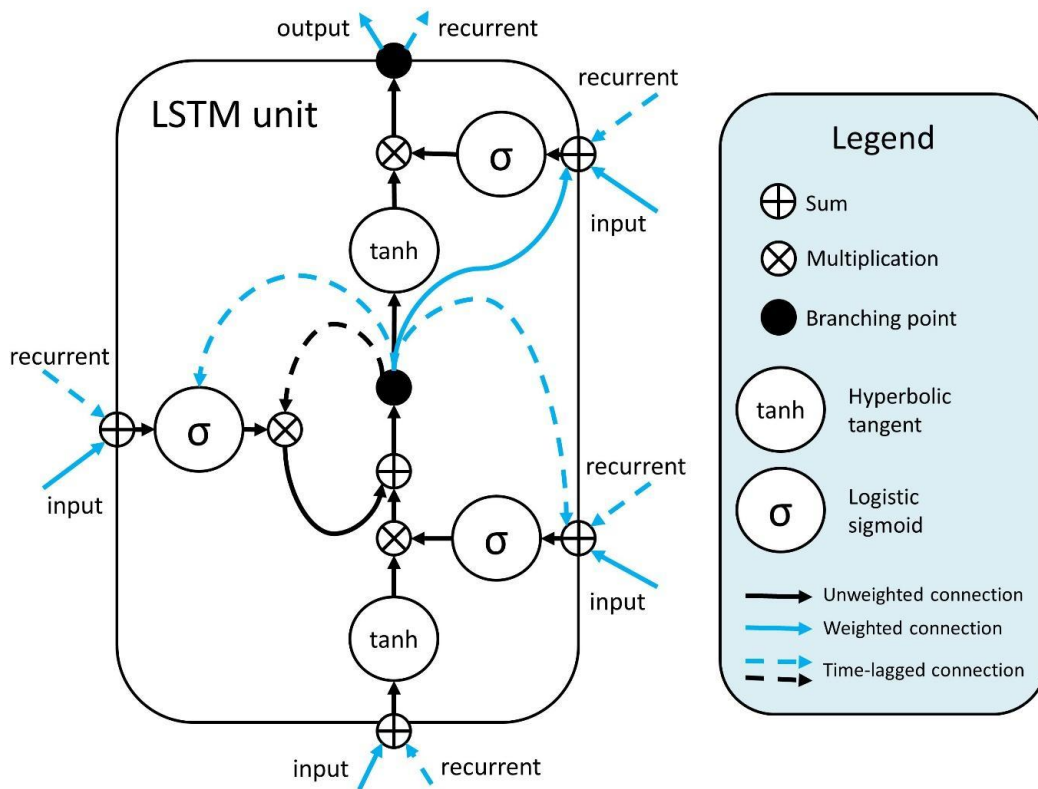 output
recurrent
LSTM unit
recurrent
σ
input
tanh
recurrent
σ
input
recurrent
σ
input
tanh
input
recurrent
Legend
Sum
Multiplication
Branching point
tanh
Hyperbolic
tangent
σ
Logistic
sigmoid
Unweighted connection
Weighted connection
Time-lagged connection